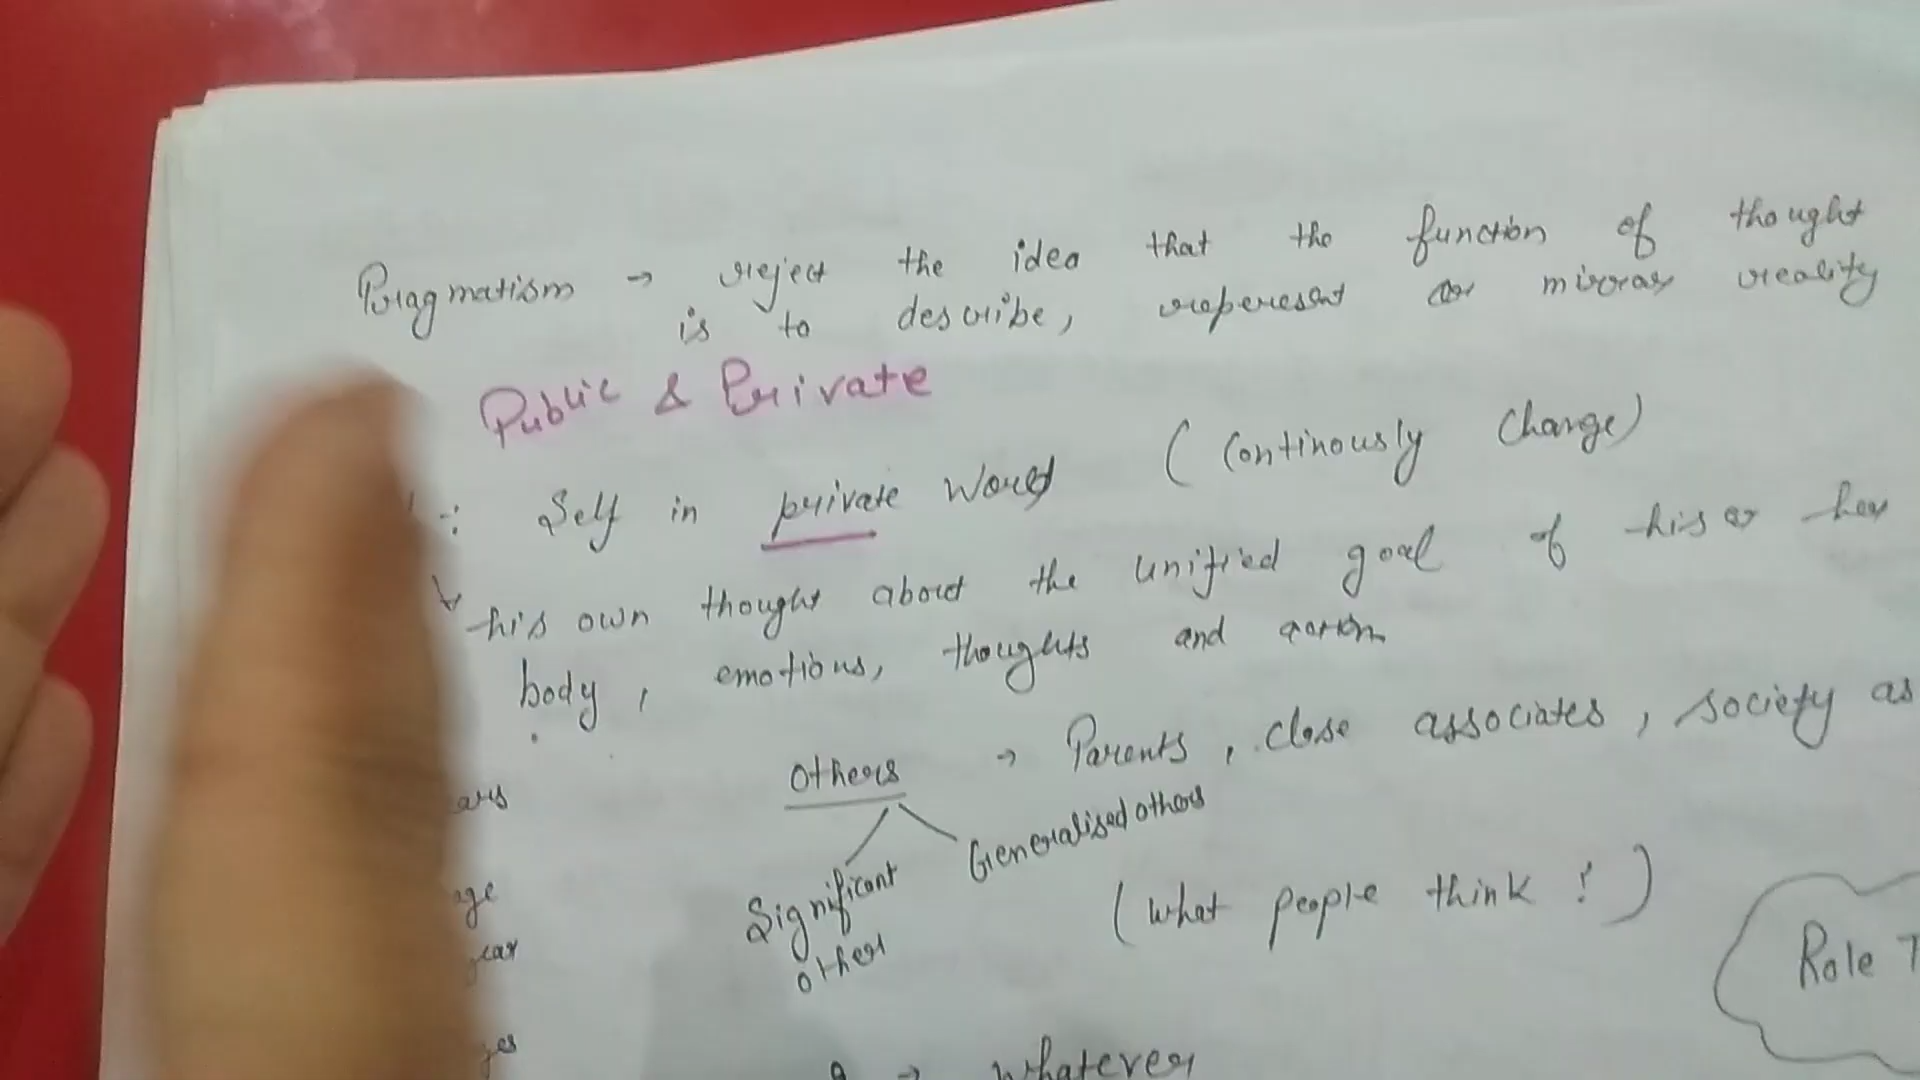 Pragmatism → reject the idea that the function of thought
is to describe, represent or mirror reality
Public & Private
:- Self in private World (Continously Change)
his own thought about the unified goal of his or her
body, emotions, thoughts and action
Others → Parents, close associates, society as
Significant others
Generalised others
(What people think !)
Role T
→ Whatever